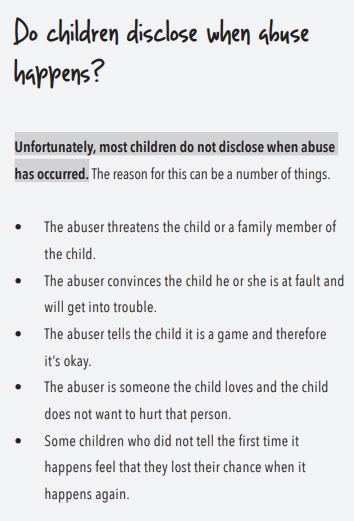 Do children disclose when abuse
happens?
Unfortunately, most children do not disclose when abuse
has occurred. The reason for this can be a number of things.
• The abuser threatens the child or a family member of
the child.
• The abuser convinces the child he or she is at fault and
will get into trouble.
• The abuser tells the child it is a game and therefore
it's okay.
• The abuser is someone the child loves and the child
does not want to hurt that person.
• Some children who did not tell the first time it
happens feel that they lost their chance when it
happens again.